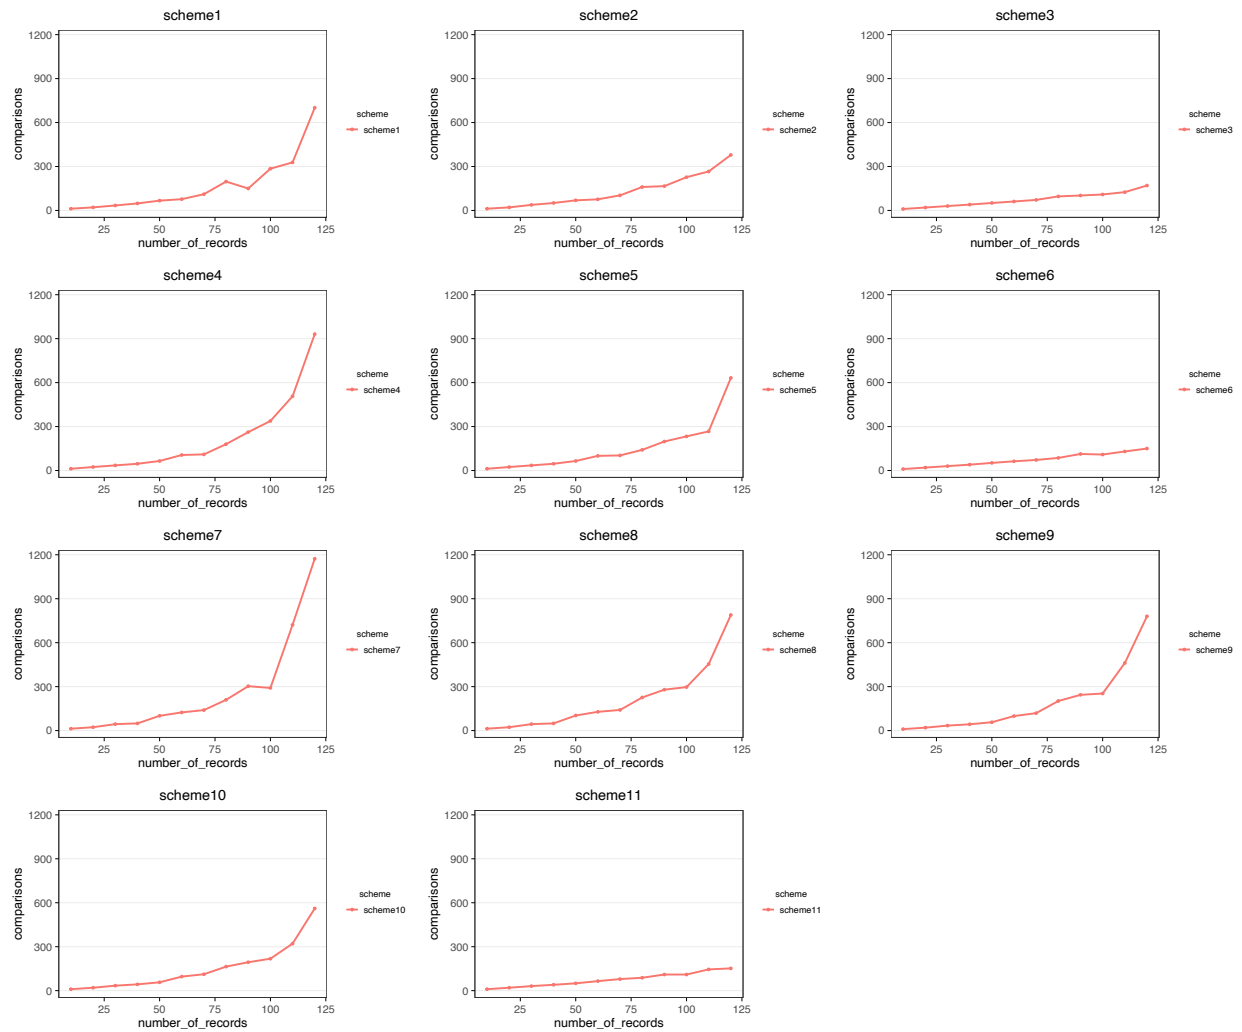 scheme1
1200
900
600
300
0
comparisons
25 50 75 100 125
number_of_records
scheme
scheme1
scheme2
1200
900
600
300
0
comparisons
25 50 75 100 125
number_of_records
scheme
scheme2
scheme3
1200
900
600
300
0
comparisons
25 50 75 100 125
number_of_records
scheme
scheme3
scheme4
1200
900
600
300
0
comparisons
25 50 75 100 125
number_of_records
scheme
scheme4
scheme5
1200
900
600
300
0
comparisons
25 50 75 100 125
number_of_records
scheme
scheme5
scheme6
1200
900
600
300
0
comparisons
25 50 75 100 125
number_of_records
scheme
scheme6
scheme7
1200
900
600
300
0
comparisons
25 50 75 100 125
number_of_records
scheme
scheme7
scheme8
1200
900
600
300
0
comparisons
25 50 75 100 125
number_of_records
scheme
scheme8
scheme9
1200
900
600
300
0
comparisons
25 50 75 100 125
number_of_records
scheme
scheme9
scheme10
1200
900
600
300
0
comparisons
25 50 75 100 125
number_of_records
scheme
scheme10
scheme11
1200
900
600
300
0
comparisons
25 50 75 100 125
number_of_records
scheme
scheme11